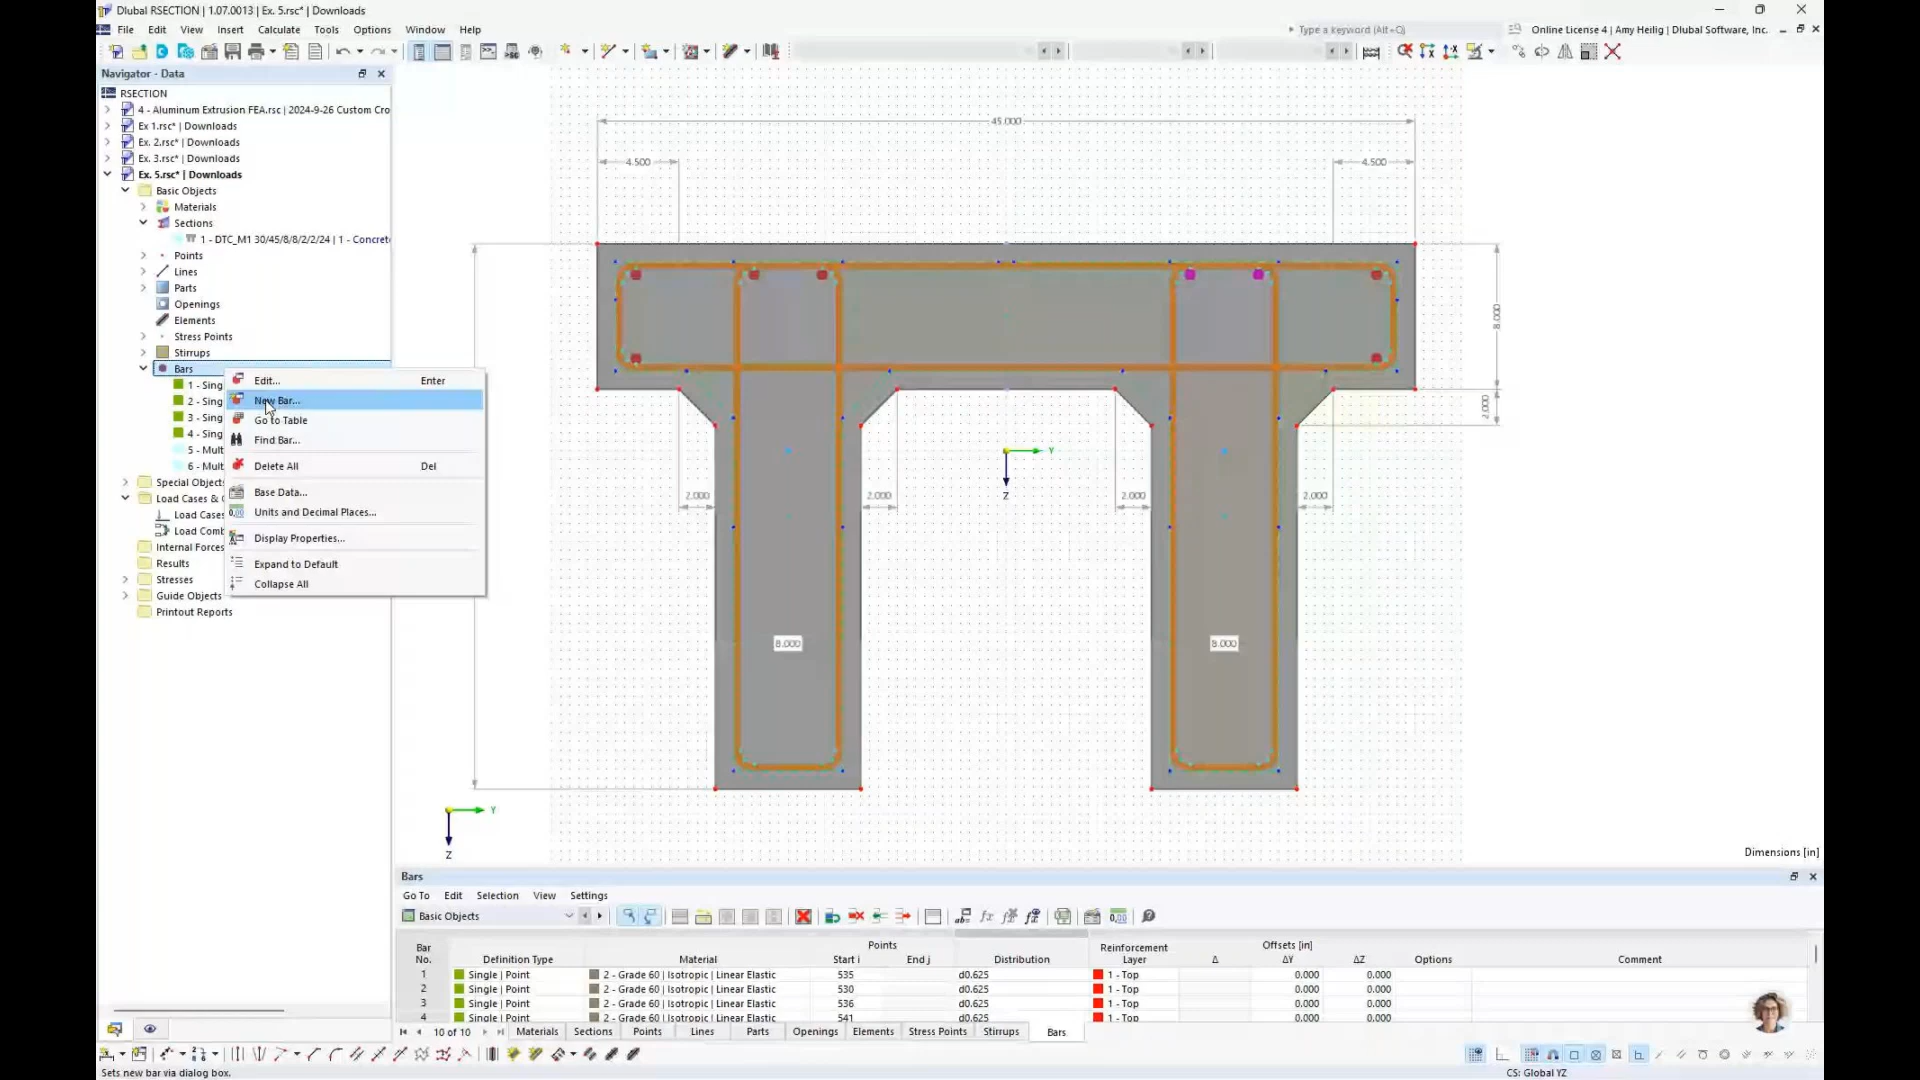 Dlubal RSECTION | 1.07.0013 | Ex. 5.rsc* | Downloads
File Edit View Insert Calculate Tools Options Window Help
Type a keyword (Alt+Q)
Online License 4 | Amy Heilig | Dlubal Software, Inc.
Navigator - Data
RSECTION
4 - Aluminum Extrusion FEA.rsc | 2024-9-26 Custom Cro
Ex 1.rsc* | Downloads
Ex. 2.rsc* | Downloads
Ex. 3.rsc* | Downloads
Ex. 5.rsc* | Downloads
Basic Objects
Materials
Sections
1 - DTC_M1 30/45/8/8/2/2/24 | 1 - Concrete
Points
Lines
Parts
Openings
Elements
Stress Points
Stirrups
Bars
1 - Sing
2 - Sing
3 - Sing
4 - Sing
5 - Mult
6 - Mult
Special Objects
Load Cases & C
Load Cases
Load Comb
Internal Forces
Results
Stresses
Guide Objects
Printout Reports
Edit... Enter
New Bar...
Go to Table
Find Bar...
Delete All Del
Base Data...
Units and Decimal Places...
Display Properties...
Expand to Default
Collapse All
45.000
4.500 4.500
8.000
2.000
2.000 2.000 2.000 2.000
8.000 8.000
Y
Z
Y
Z
Dimensions [in]
Bars
Go To Edit Selection View Settings
Basic Objects
Bar No. Definition Type Material Points Start i End j Distribution Reinforcement Layer Δ Offsets [in] ΔY ΔZ Options Comment
1 Single | Point 2 - Grade 60 | Isotropic | Linear Elastic 535 d0.625 1 - Top 0.000 0.000
2 Single | Point 2 - Grade 60 | Isotropic | Linear Elastic 530 d0.625 1 - Top 0.000 0.000
3 Single | Point 2 - Grade 60 | Isotropic | Linear Elastic 536 d0.625 1 - Top 0.000 0.000
4 Single | Point 2 - Grade 60 | Isotropic | Linear Elastic 541 d0.625 1 - Top 0.000 0.000
10 of 10 Materials Sections Points Lines Parts Openings Elements Stress Points Stirrups Bars
Sets new bar via dialog box.
CS: Global YZ